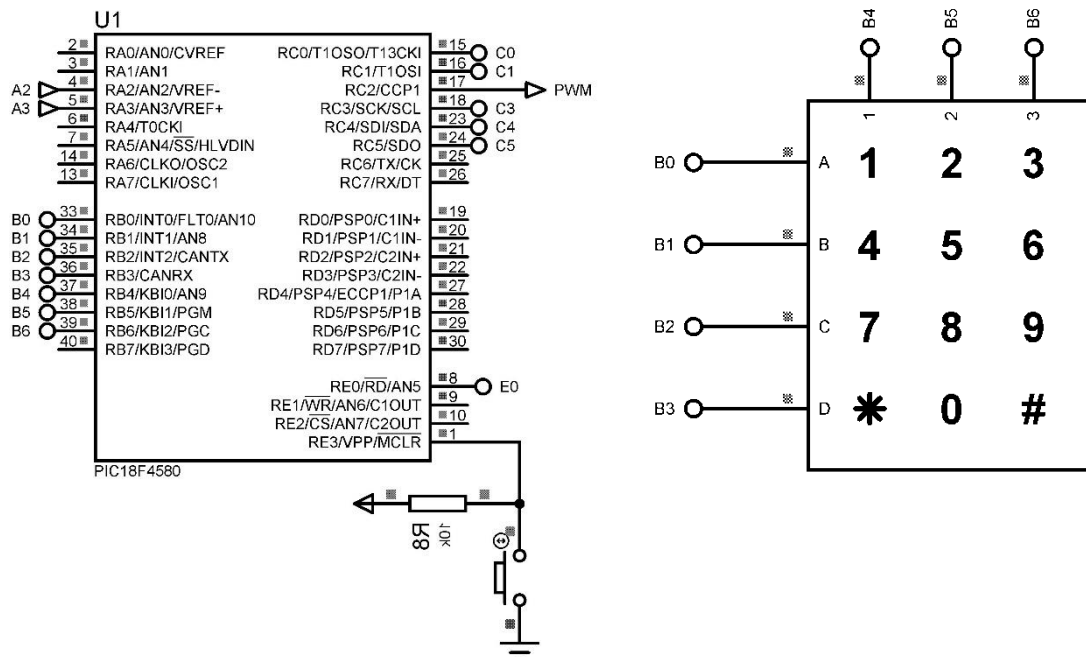 U1
2 RA0/AN0/CVREF RC0/T1OSO/T13CKI 15 C0
3 RA1/AN1 RC1/T1OSI 16 C1
A2 4 RA2/AN2/VREF- RC2/CCP1 17 PWM
A3 5 RA3/AN3/VREF+ RC3/SCK/SCL 18 C3
6 RA4/T0CKI RC4/SDI/SDA 23 C4
7 RA5/AN4/SS/HLVDIN RC5/SDO 24 C5
14 RA6/CLKO/OSC2 RC6/TX/CK 25
13 RA7/CLKI/OSC1 RC7/RX/DT 26
B0 33 RB0/INT0/FLT0/AN10 RD0/PSP0/C1IN+ 19
B1 34 RB1/INT1/AN8 RD1/PSP1/C1IN- 20
B2 35 RB2/INT2/CANTX RD2/PSP2/C2IN+ 21
B3 36 RB3/CANRX RD3/PSP3/C2IN- 22
B4 37 RB4/KBI0/AN9 RD4/PSP4/ECCP1/P1A 27
B5 38 RB5/KBI1/PGM RD5/PSP5/P1B 28
B6 39 RB6/KBI2/PGC RD6/PSP6/P1C 29
40 RB7/KBI3/PGD RD7/PSP7/P1D 30
RE0/RD/AN5 8 E0
RE1/WR/AN6/C1OUT 9
RE2/CS/AN7/C2OUT 10
RE3/VPP/MCLR 1
PIC18F4580
R8
10k
B4 B5 B6
1 2 3
B0 A 1 2 3
B1 B 4 5 6
B2 C 7 8 9
B3 D * 0 #